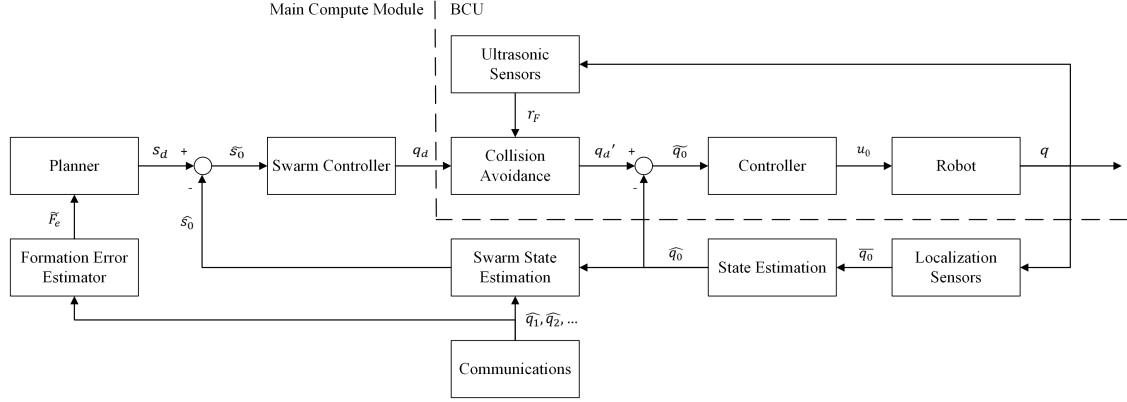 Main Compute Module
BCU
Ultrasonic
Sensors
r_F
Planner
s_d
+
-
s̃_0
Swarm Controller
q_d
Collision
Avoidance
q_d′
+
-
q̃_0
Controller
u_0
Robot
q
F̃_e
ŝ_0
Formation Error
Estimator
Swarm State
Estimation
q̂_0
State Estimation
q̅_0
Localization
Sensors
q̂_1, q̂_2, …
Communications